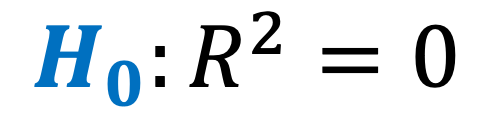 H₀: R² = 0